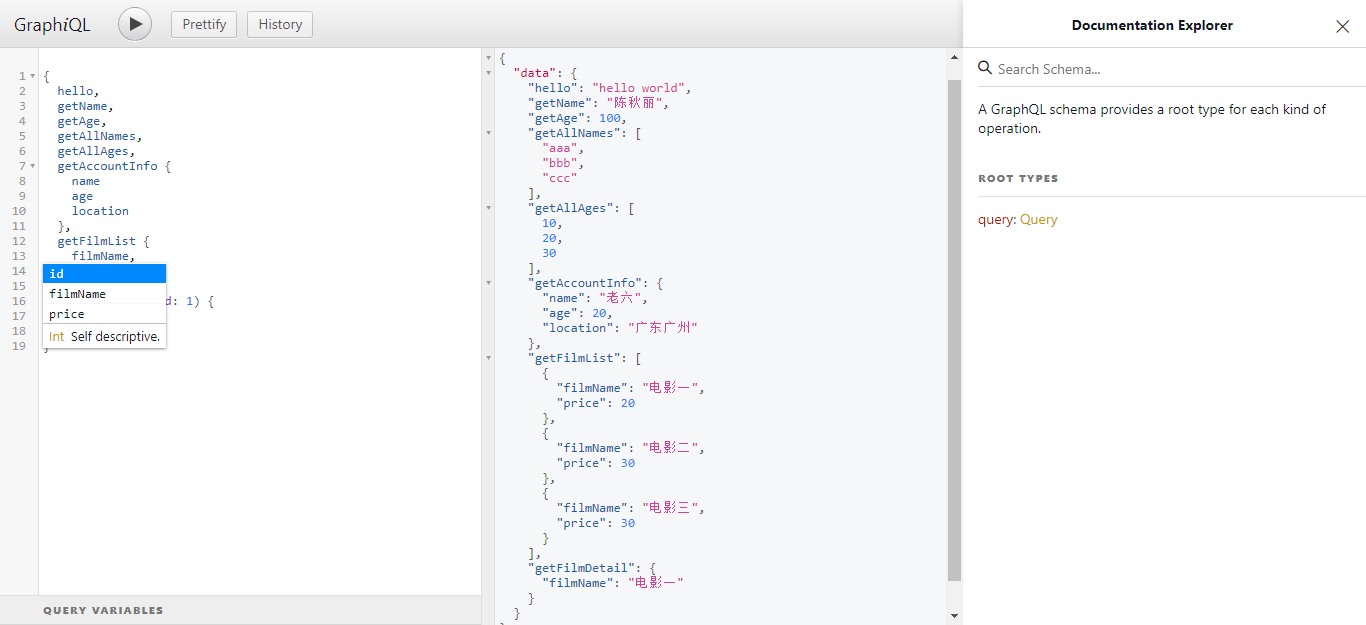 GraphiQL
Prettify
History
1 {
2 hello,
3 getName,
4 getAge,
5 getAllNames,
6 getAllAges,
7 getAccountInfo {
8 name
9 age
10 location
11 },
12 getFilmList {
13 filmName,
14
15
16 d: 1) {
17
18
19 }
id
filmName
price
Int Self descriptive.
QUERY VARIABLES
{
"data": {
"hello": "hello world",
"getName": "陈秋丽",
"getAge": 100,
"getAllNames": [
"aaa",
"bbb",
"ccc"
],
"getAllAges": [
10,
20,
30
],
"getAccountInfo": {
"name": "老六",
"age": 20,
"location": "广东广州"
},
"getFilmList": [
{
"filmName": "电影一",
"price": 20
},
{
"filmName": "电影二",
"price": 30
},
{
"filmName": "电影三",
"price": 30
}
],
"getFilmDetail": {
"filmName": "电影一"
}
}
Documentation Explorer
Search Schema...
A GraphQL schema provides a root type for each kind of
operation.
ROOT TYPES
query: Query